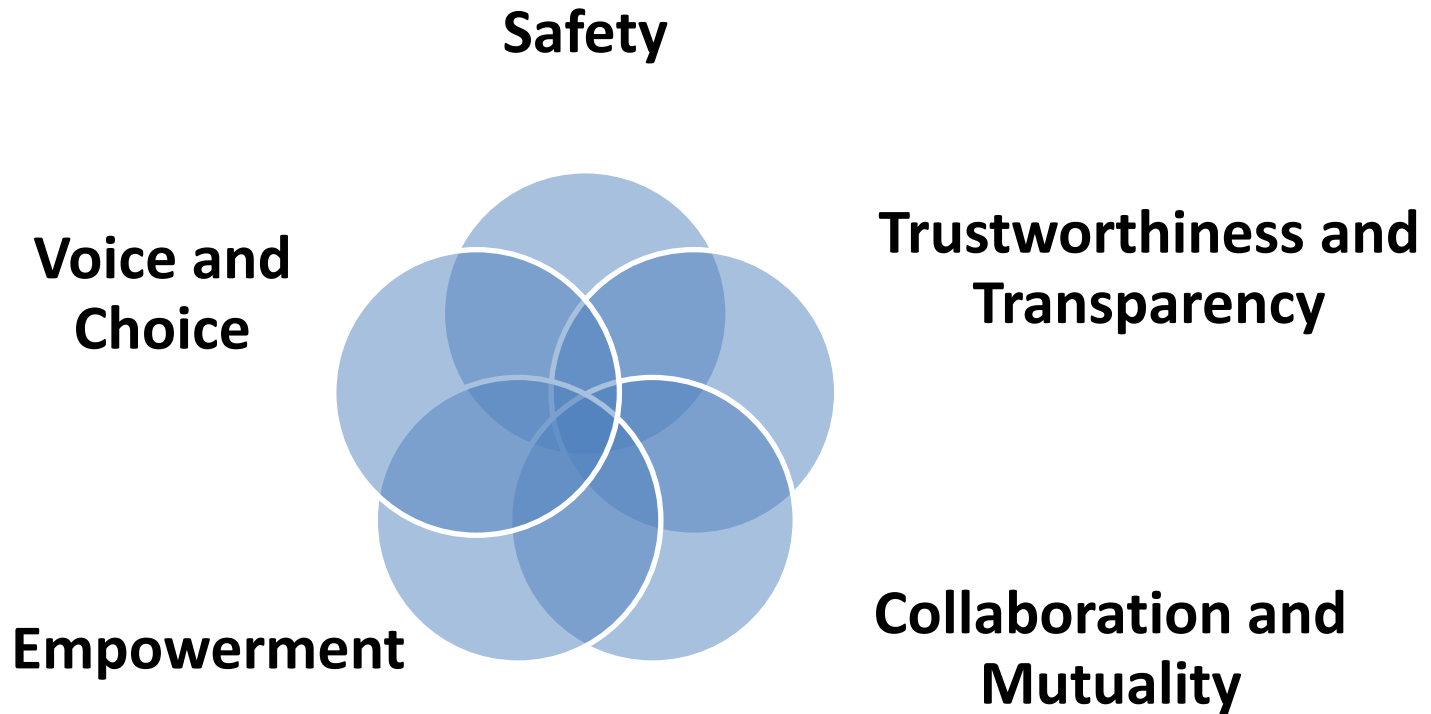 Safety
Trustworthiness and
Transparency
Voice and
Choice
Collaboration and
Mutuality
Empowerment